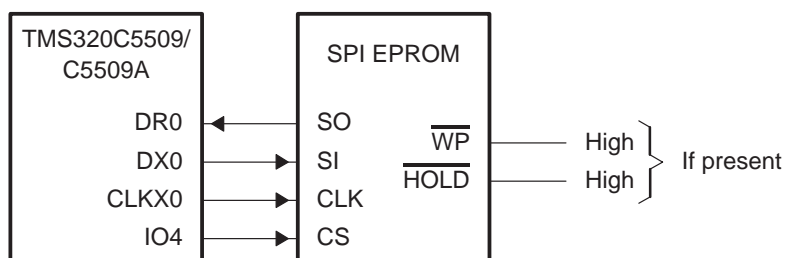 TMS320C5509/
C5509A
SPI EPROM
DR0
SO
DX0
SI
CLKX0
CLK
IO4
CS
WP
High
HOLD
High
If present